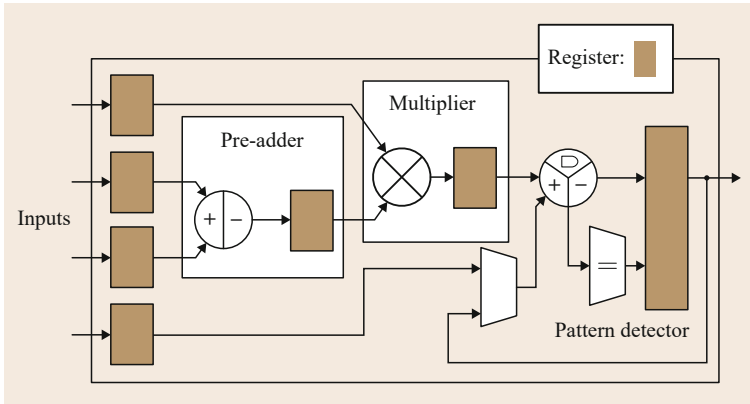 Register:
Multiplier
Pre-adder
+
−
D
+ −
Inputs
=
Pattern detector